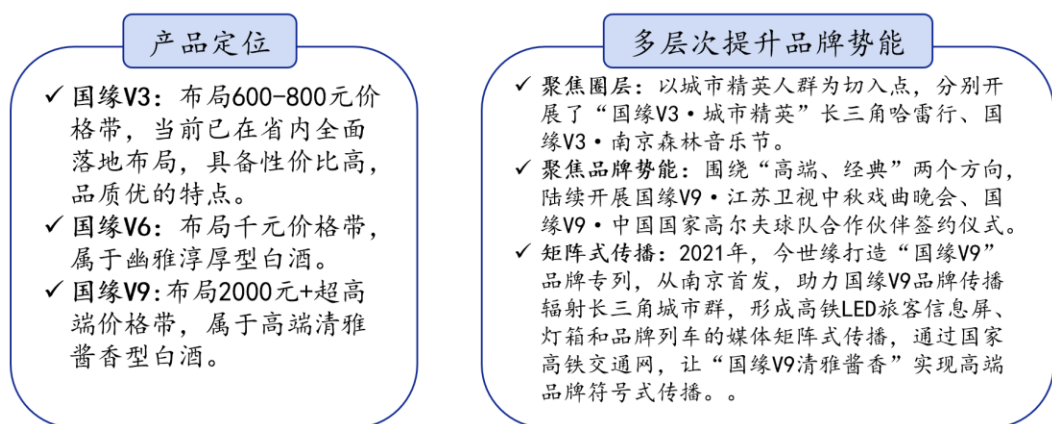 产品定位
✓ 国缘V3：布局600-800元价
格带，当前已在省内全面
落地布局，具备性价比高，
品质优的特点。
✓ 国缘V6：布局千元价格带，
属于幽雅淳厚型白酒。
✓ 国缘V9：布局2000元+超高
端价格带，属于高端清雅
酱香型白酒。
多层次提升品牌势能
✓ 聚焦圈层：以城市精英人群为切入点，分别开
展了“国缘V3·城市精英”长三角哈雷行、国
缘V3·南京森林音乐节。
✓ 聚焦品牌势能：围绕“高端、经典”两个方向，
陆续开展国缘V9·江苏卫视中秋戏曲晚会、国
缘V9·中国国家高尔夫球队合作伙伴签约仪式。
✓ 矩阵式传播：2021年，今世缘打造“国缘V9”
品牌专列，从南京首发，助力国缘V9品牌传播
辐射长三角城市群，形成高铁LED旅客信息屏、
灯箱和品牌列车的媒体矩阵式传播，通过国家
高铁交通网，让“国缘V9清雅酱香”实现高端
品牌符号式传播。。